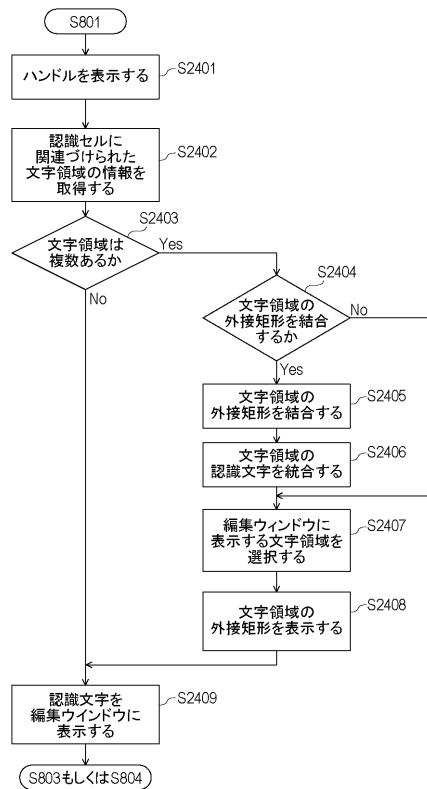 S801
ハンドルを表示する
S2401
認識セルに
関連づけられた
文字領域の情報を
取得する
S2402
文字領域は
複数あるか
S2403
Yes
No
文字領域の
外接矩形を結合
するか
S2404
No
Yes
文字領域の
外接矩形を結合する
S2405
文字領域の
認識文字を統合する
S2406
編集ウィンドウに
表示する文字領域を
選択する
S2407
文字領域の
外接矩形を表示する
S2408
認識文字を
編集ウインドウに
表示する
S2409
S803もしくはS804